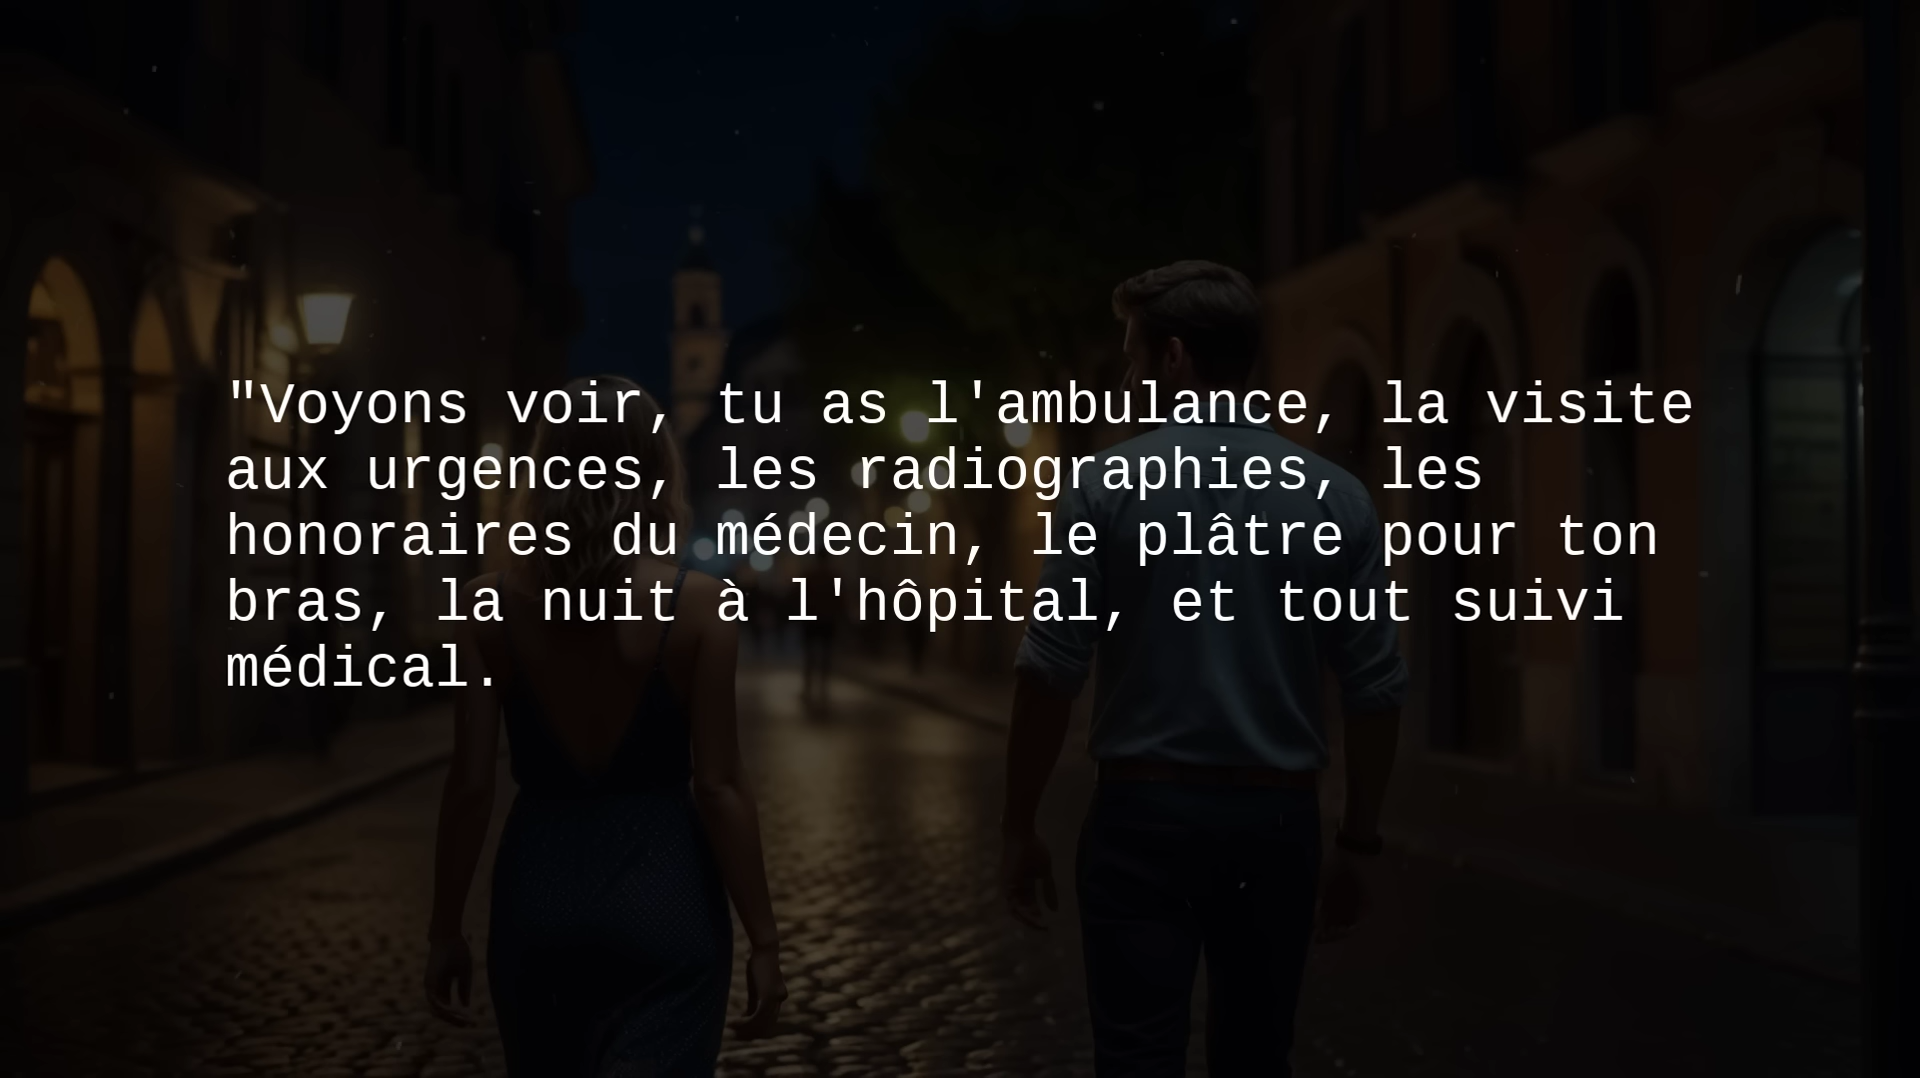 "Voyons voir, tu as l'ambulance, la visite
aux urgences, les radiographies, les
honoraires du médecin, le plâtre pour ton
bras, la nuit à l'hôpital, et tout suivi
médical.